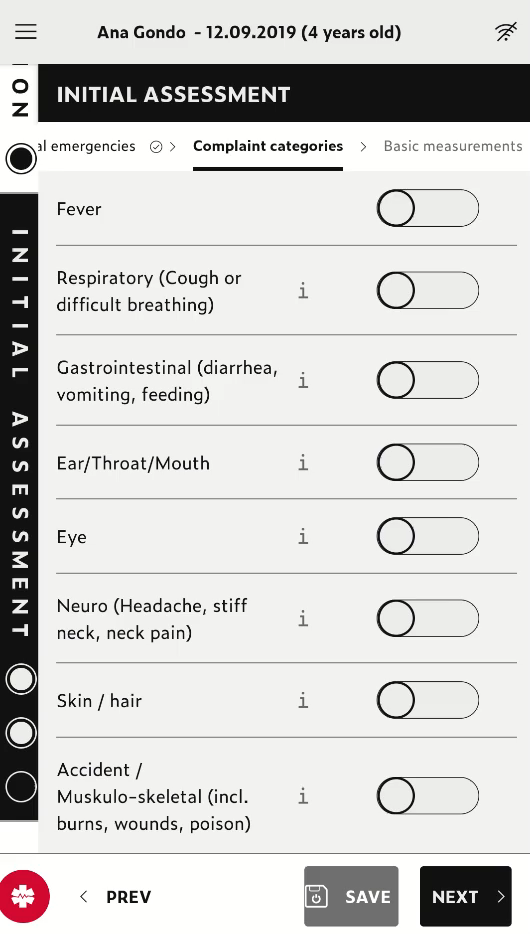 Ana Gondo - 12.09.2019 (4 years old)
ON
INITIAL ASSESSMENT
al emergencies
Complaint categories
Basic measurements
INITIAL ASSESSMENT
Fever
Respiratory (Cough or
difficult breathing)
i
Gastrointestinal (diarrhea,
vomiting, feeding)
i
Ear/Throat/Mouth
i
Eye
i
Neuro (Headache, stiff
neck, neck pain)
i
Skin / hair
i
Accident /
Muskulo-skeletal (incl.
burns, wounds, poison)
i
PREV
SAVE
NEXT